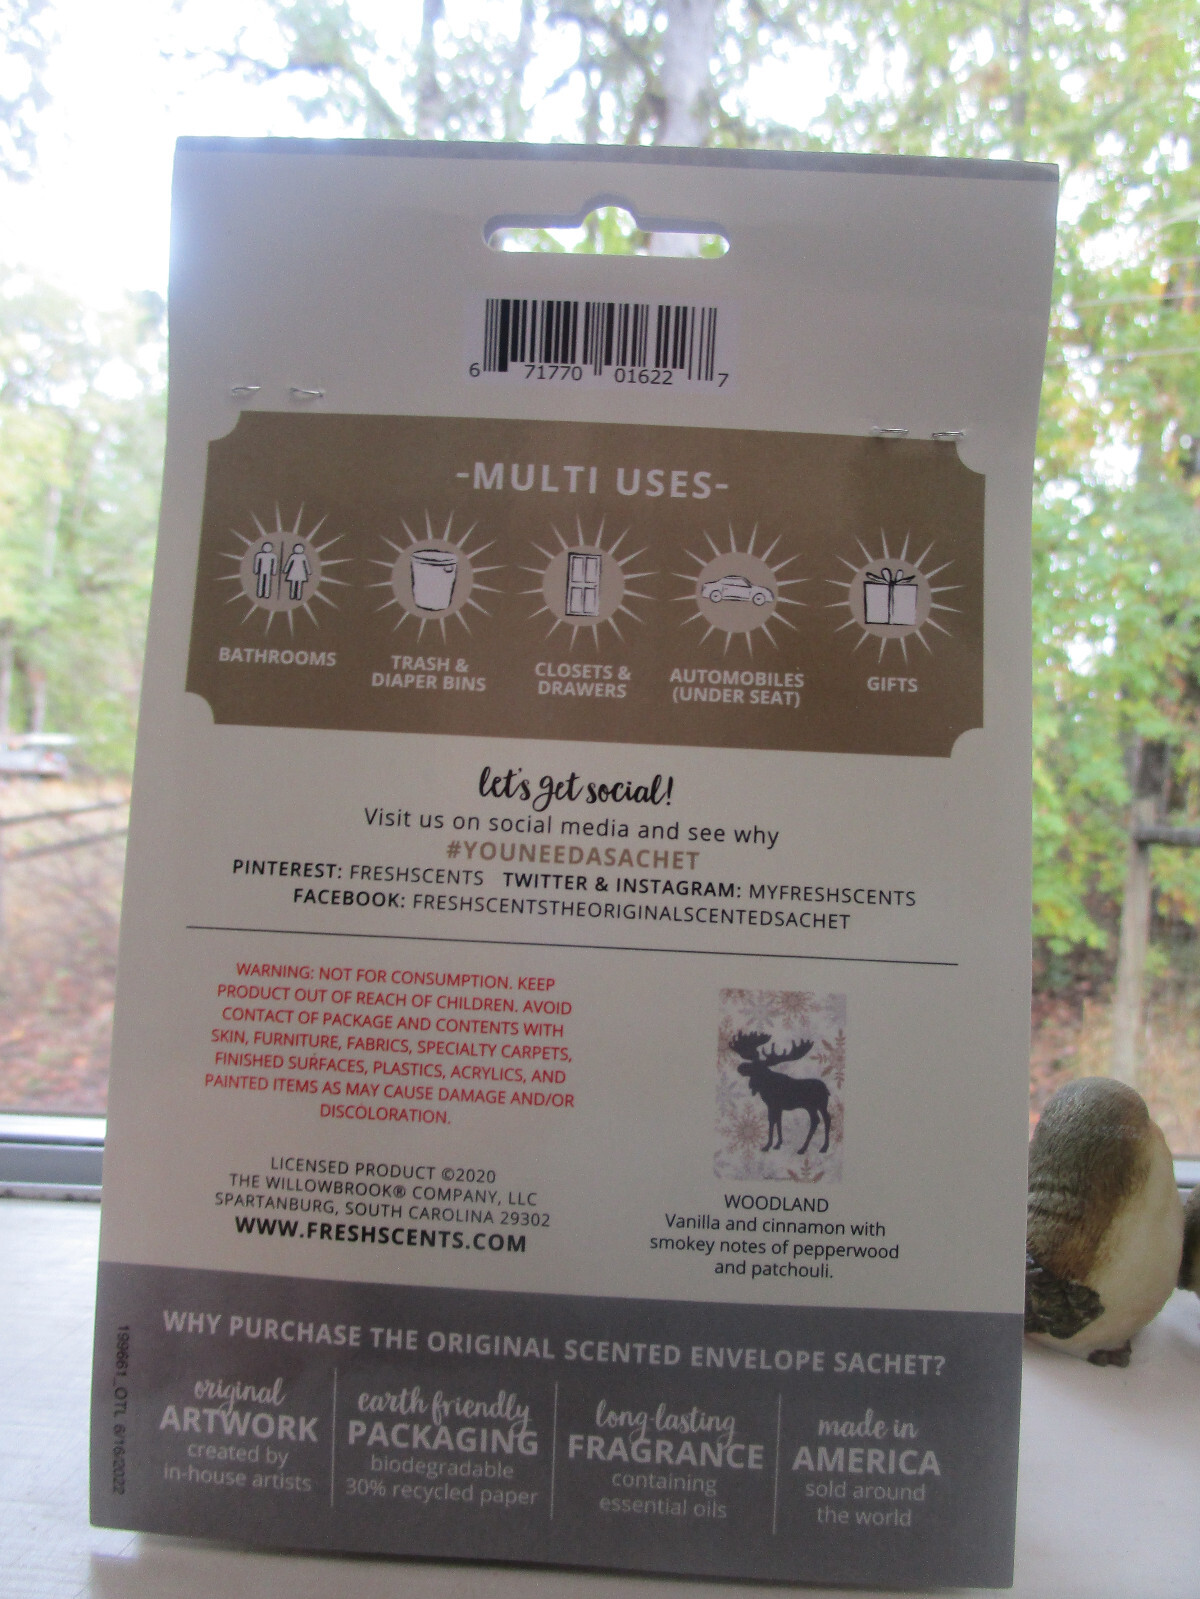 6 71770 01622 7
-MULTI USES-
BATHROOMS
TRASH &
DIAPER BINS
CLOSETS &
DRAWERS
AUTOMOBILES
(UNDER SEAT)
GIFTS
let's get social!
Visit us on social media and see why
#YOUNEEDASACHET
PINTEREST: FRESHSCENTS TWITTER & INSTAGRAM: MYFRESHSCENTS
FACEBOOK: FRESHSCENTSTHEORIGINALSCENTEDSACHET
WARNING: NOT FOR CONSUMPTION. KEEP
PRODUCT OUT OF REACH OF CHILDREN. AVOID
CONTACT OF PACKAGE AND CONTENTS WITH
SKIN, FURNITURE, FABRICS, SPECIALTY CARPETS,
FINISHED SURFACES, PLASTICS, ACRYLICS, AND
PAINTED ITEMS AS MAY CAUSE DAMAGE AND/OR
DISCOLORATION.
LICENSED PRODUCT ©2020
THE WILLOWBROOK® COMPANY, LLC
SPARTANBURG, SOUTH CAROLINA 29302
WWW.FRESHSCENTS.COM
WOODLAND
Vanilla and cinnamon with
smokey notes of pepperwood
and patchouli.
WHY PURCHASE THE ORIGINAL SCENTED ENVELOPE SACHET?
original
ARTWORK
created by
in-house artists
earth friendly
PACKAGING
biodegradable
30% recycled paper
long-lasting
FRAGRANCE
containing
essential oils
made in
AMERICA
sold around
the world
19961_OTL 6/16/2022